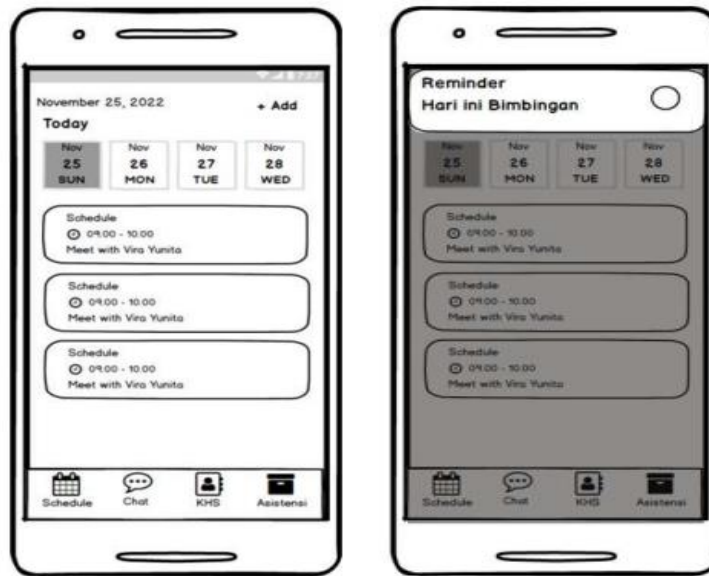 November 25, 2022
+ Add
Today
Nov Nov Nov Nov
25 26 27 28
SUN MON TUE WED
Schedule
09.00 - 10.00
Meet with Vira Yunita
Schedule
09.00 - 10.00
Meet with Vira Yunita
Schedule
09.00 - 10.00
Meet with Vira Yunita
Schedule Chat KHS Asistensi
Reminder
Hari ini Bimbingan
Nov Nov Nov Nov
25 26 27 28
SUN MON TUE WED
Schedule
09.00 - 10.00
Meet with Vira Yunita
Schedule
09.00 - 10.00
Meet with Vira Yunita
Schedule
09.00 - 10.00
Meet with Vira Yunita
Schedule Chat KHS Asistensi